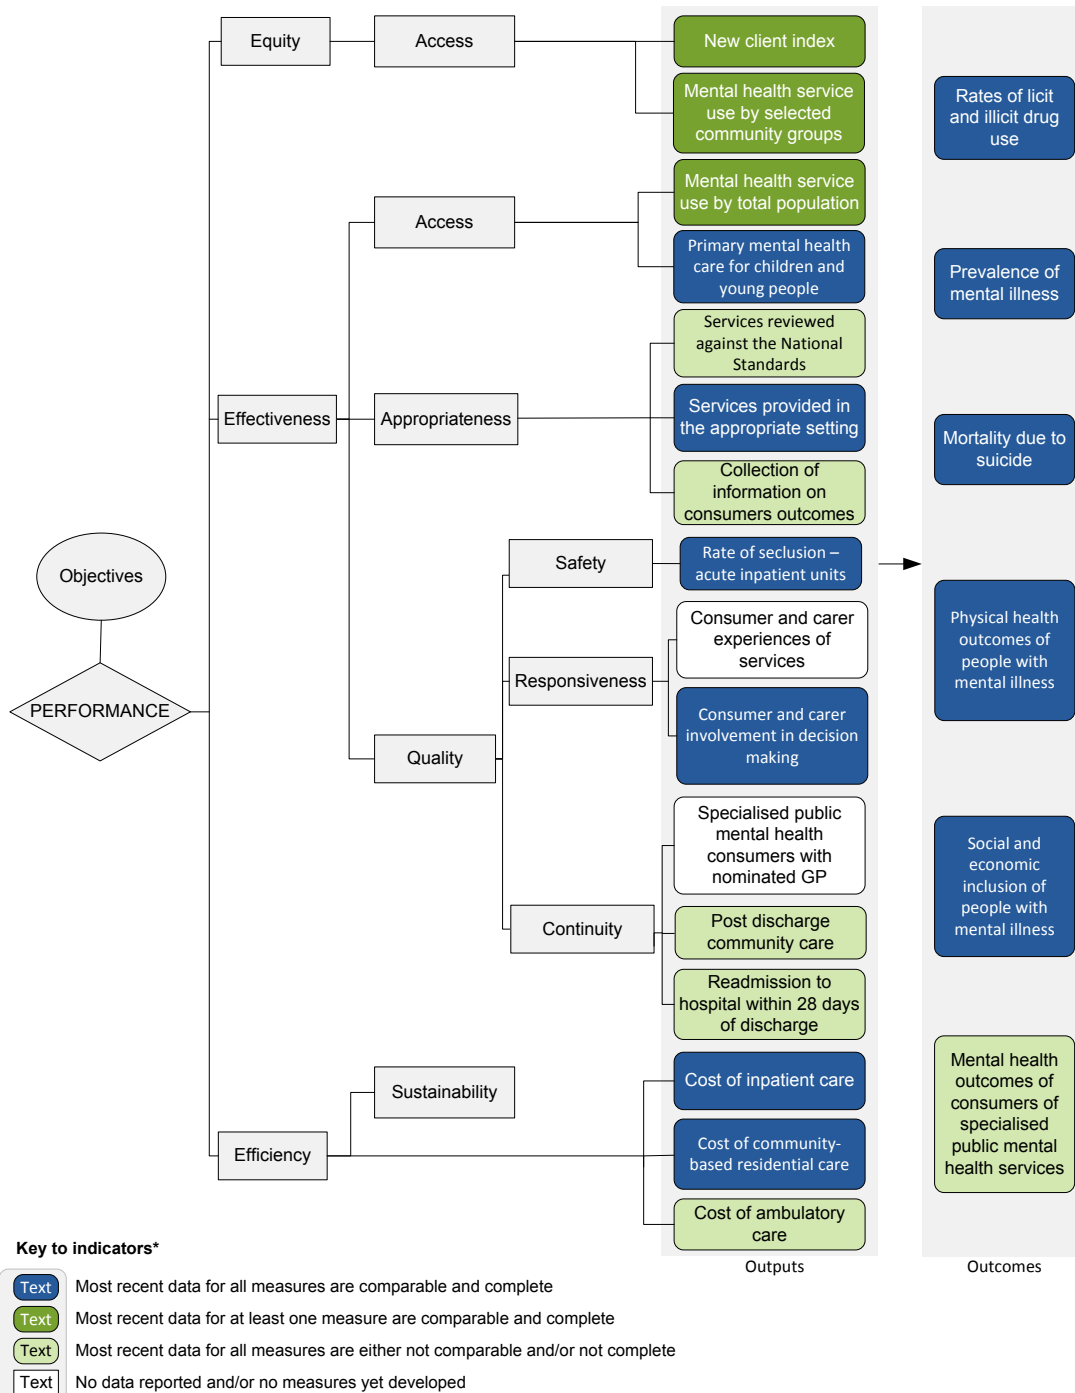 Equity
Access
New client index
Mental health service
use by selected
community groups
Rates of licit
and illicit drug
use
Access
Mental health service
use by total population
Primary mental health
care for children and
young people
Prevalence of
mental illness
Services reviewed
against the National
Standards
Effectiveness
Appropriateness
Services provided in
the appropriate setting
Mortality due to
suicide
Collection of
information on
consumers outcomes
Objectives
Safety
Rate of seclusion –
acute inpatient units
Consumer and carer
experiences of
services
Physical health
outcomes of
people with
mental illness
Responsiveness
PERFORMANCE
Consumer and carer
involvement in decision
making
Quality
Specialised public
mental health
consumers with
nominated GP
Social and
economic
inclusion of
people with
mental illness
Continuity
Post discharge
community care
Readmission to
hospital within 28 days
of discharge
Sustainability
Cost of inpatient care
Mental health
outcomes of
consumers of
specialised
public mental
health services
Efficiency
Cost of community-
based residential care
Cost of ambulatory
care
Outputs
Outcomes
Key to indicators*
Text Most recent data for all measures are comparable and complete
Text Most recent data for at least one measure are comparable and complete
Text Most recent data for all measures are either not comparable and/or not complete
Text No data reported and/or no measures yet developed